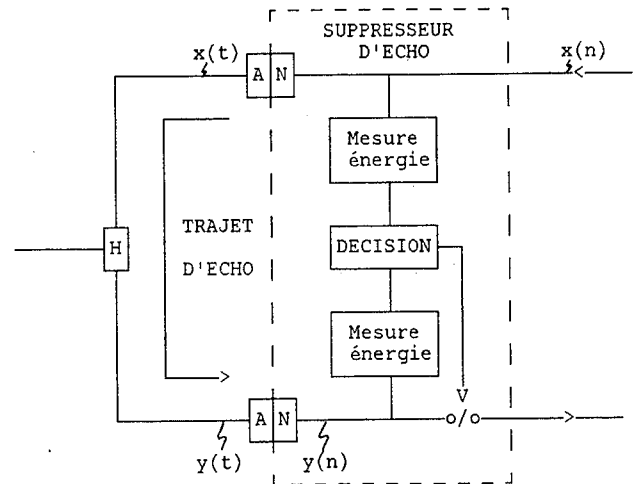 SUPPRESSEUR
D'ECHO
x(t)
x(n)
A N
Mesure
énergie
TRAJET
D'ECHO
H
DECISION
Mesure
énergie
V
o/o
A N
y(t)
y(n)